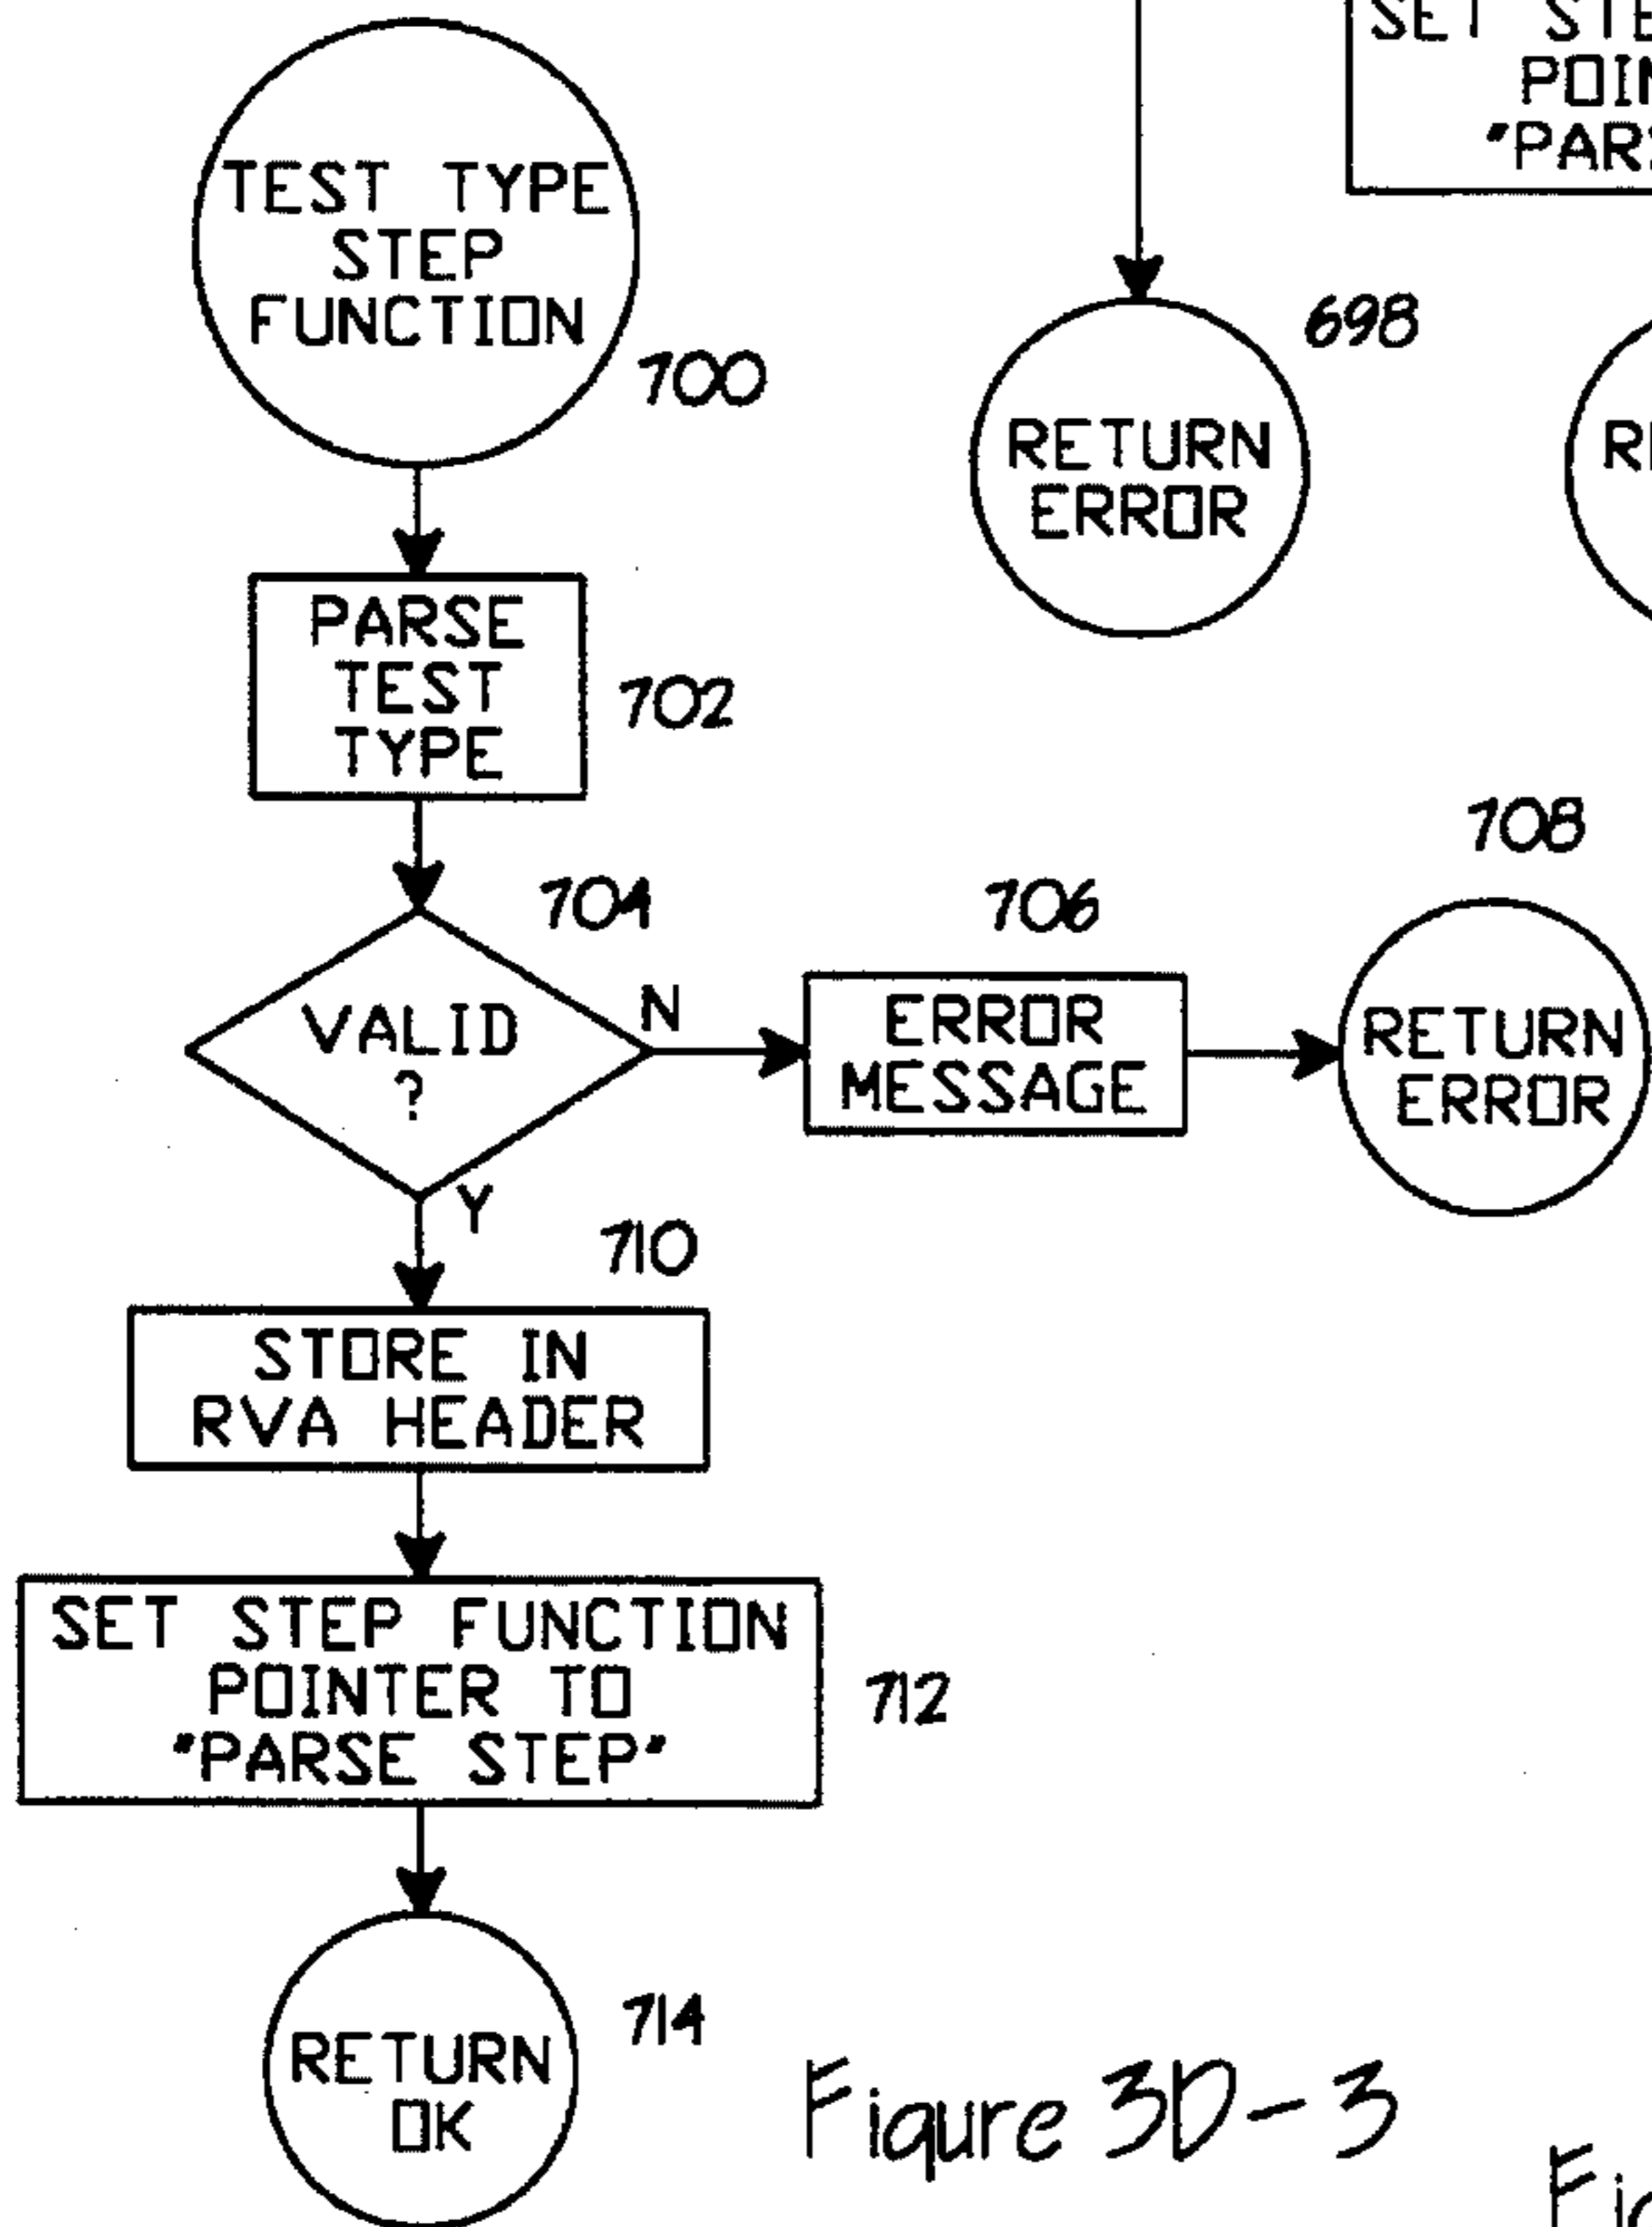 TEST TYPE
STEP
FUNCTION
700
PARSE
TEST
TYPE
702
704
VALID
?
N
Y
706
ERROR
MESSAGE
708
RETURN
ERROR
710
STORE IN
RVA HEADER
SET STEP FUNCTION
POINTER TO
"PARSE STEP"
712
RETURN
OK
714
Figure 3D-3
SET
698
RETURN
ERROR